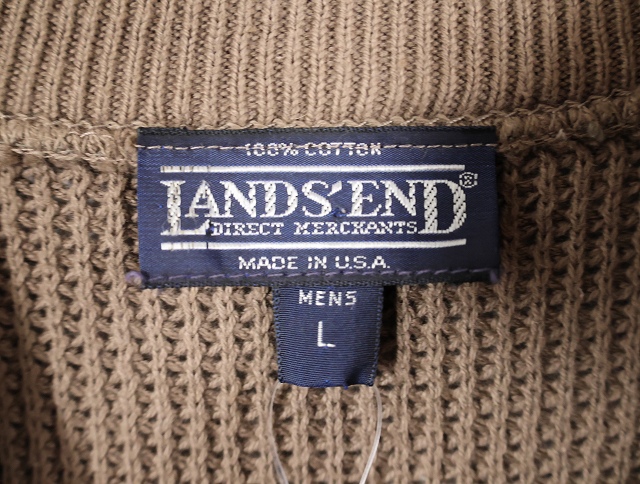 100% COTTON
LANDS' END®
DIRECT MERCHANTS
MADE IN U.S.A.
MENS
L